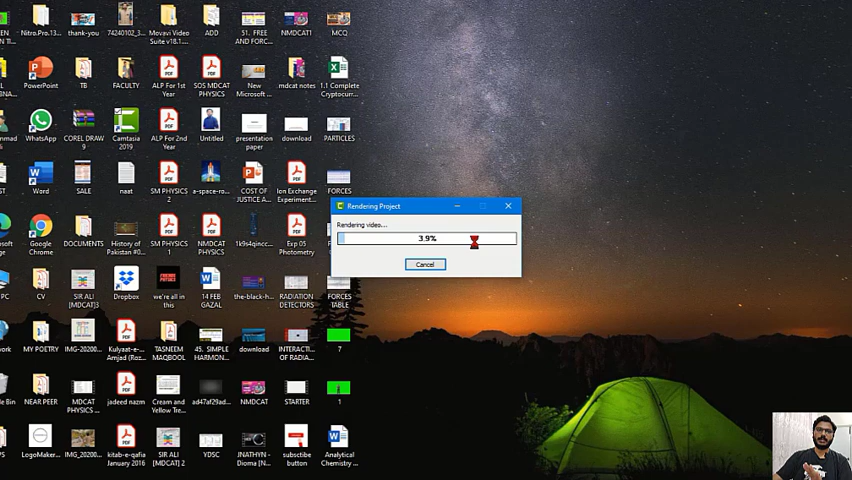 Nitro.Pro.13...
thank-you
74240102_3...
Movavi Video
Suite v18.1...
ADD
51. FREE
AND FORC...
NMDCAT1
MCQ
PowerPoint
TB
FACULTY
ALP For 1st
Year
SOS MDCAT
PHYSICS
New
Microsoft ...
mdcat notes
1.1 Complete
Cryptocurr...
WhatsApp
COREL DRAW
9
Camtasia
2019
ALP For 2nd
Year
Untitled
presentation
paper
download
PARTICLES
Word
SALE
naat
SM PHYSICS
2
a-space-ro...
COST OF
JUSTICE A...
Ion Exchange
Experiment...
FORCES
Rendering Project
Rendering video...
3.9%
Cancel
Google
Chrome
DOCUMENTS
History of
Pakistan #0...
SM PHYSICS
1
NMDCAT
PHYSICS
1k9s4qincc...
Exp 05
Photometry
PC
CV
SIR ALI
[MDCAT]3
Dropbox
we're all in
this
14 FEB
GAZAL
the-black-h...
RADIATION
DETECTORS
FORCES
TABLE
MY POETRY
IMG-20200...
Kulyaat-e-
Amjad (Roz...
TASNEEM
MAQBOOL
45. SIMPLE
HARMON...
download
INTERACTI...
OF RADIA...
7
NEAR PEER
MDCAT
PHYSICS ...
jadeed nazm
Cream and
Yellow Tre...
ad47af29ad...
NMDCAT
STARTER
1
LogoMaker...
IMG_20200...
kitab-e-qafia
January 2016
SIR ALI
[MDCAT] 2
YDSC
JNATHYN -
Dioma [N...
subsctibe
button
Analytical
Chemistry ...